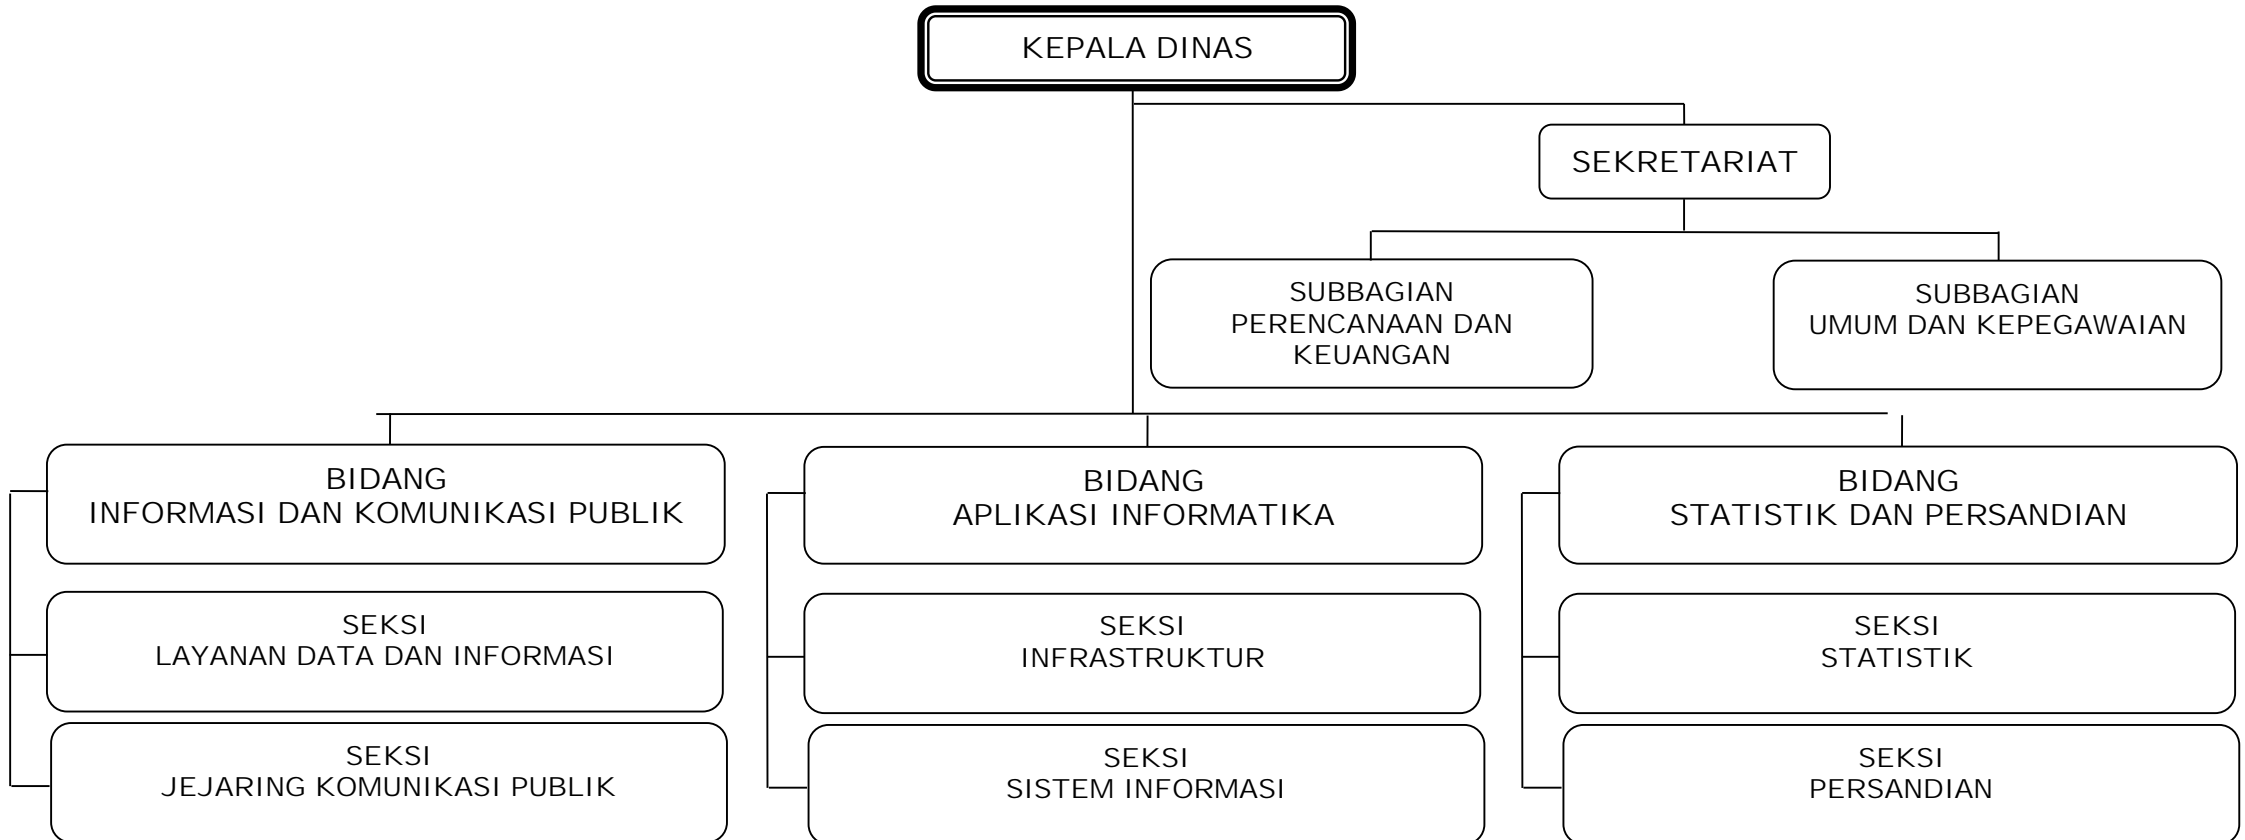 KEPALA DINAS
SEKRETARIAT
SUBBAGIAN
PERENCANAAN DAN
KEUANGAN
SUBBAGIAN
UMUM DAN KEPEGAWAIAN
BIDANG
INFORMASI DAN KOMUNIKASI PUBLIK
BIDANG
APLIKASI INFORMATIKA
BIDANG
STATISTIK DAN PERSANDIAN
SEKSI
LAYANAN DATA DAN INFORMASI
SEKSI
INFRASTRUKTUR
SEKSI
STATISTIK
SEKSI
JEJARING KOMUNIKASI PUBLIK
SEKSI
SISTEM INFORMASI
SEKSI
PERSANDIAN